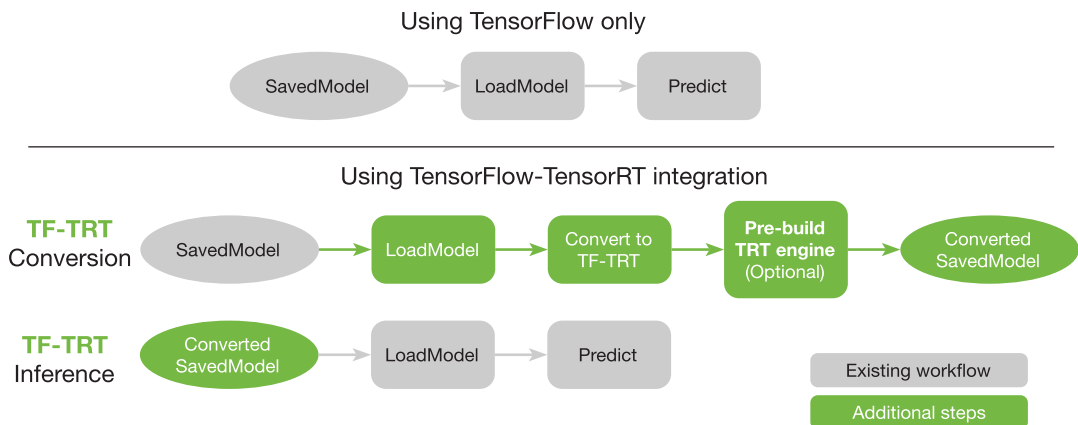 Using TensorFlow only
SavedModel
LoadModel
Predict
Using TensorFlow-TensorRT integration
TF-TRT
Conversion
SavedModel
LoadModel
Convert to
TF-TRT
Pre-build
TRT engine
(Optional)
Converted
SavedModel
TF-TRT
Inference
Converted
SavedModel
LoadModel
Predict
Existing workflow
Additional steps